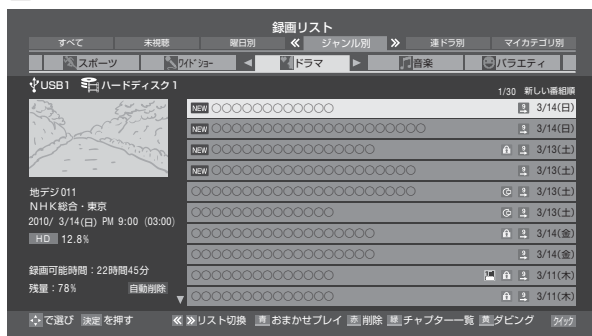 録画リスト
すべて 未視聴 曜日別 ≪ ジャンル別 ≫ 連ドラ別 マイカテゴリ別
スポーツ ワイドショー ◀ ドラマ ▶ 音楽 バラエティ
USB1 ハードディスク1
1/30 新しい番組順
NEW ○○○○○○○○○○○○ 3/14(日)
NEW ○○○○○○○○○○○○○○○○○○○○○ 3/14(日)
NEW ○○○○○○○○○○○○○○○○ 3/13(土)
NEW ○○○○○○○○○○○○○○○○○○○○ 3/13(土)
○○○○○○○○○○○○○○○○○○○○○○ 3/13(土)
○○○○○○○○○○○○○○ 3/13(土)
○○○○○○○○○○○○○○○○○○ 3/14(金)
○○○○○○○○○○○○○○○○○○ 3/14(金)
○○○○○○○○○○○○○○ 3/11(木)
○○○○○○○○○○○○○○○○○○ 3/11(木)
地デジ011
NHK総合・東京
2010/ 3/14(日) PM 9:00 (03:00)
HD 12.8%
録画可能時間:22時間45分
残量:78% 自動削除
で選び 決定 を押す ≪ ≫リスト切換 青 おまかせプレイ 赤 削除 緑 チャプター一覧 黄 ダビング クイック